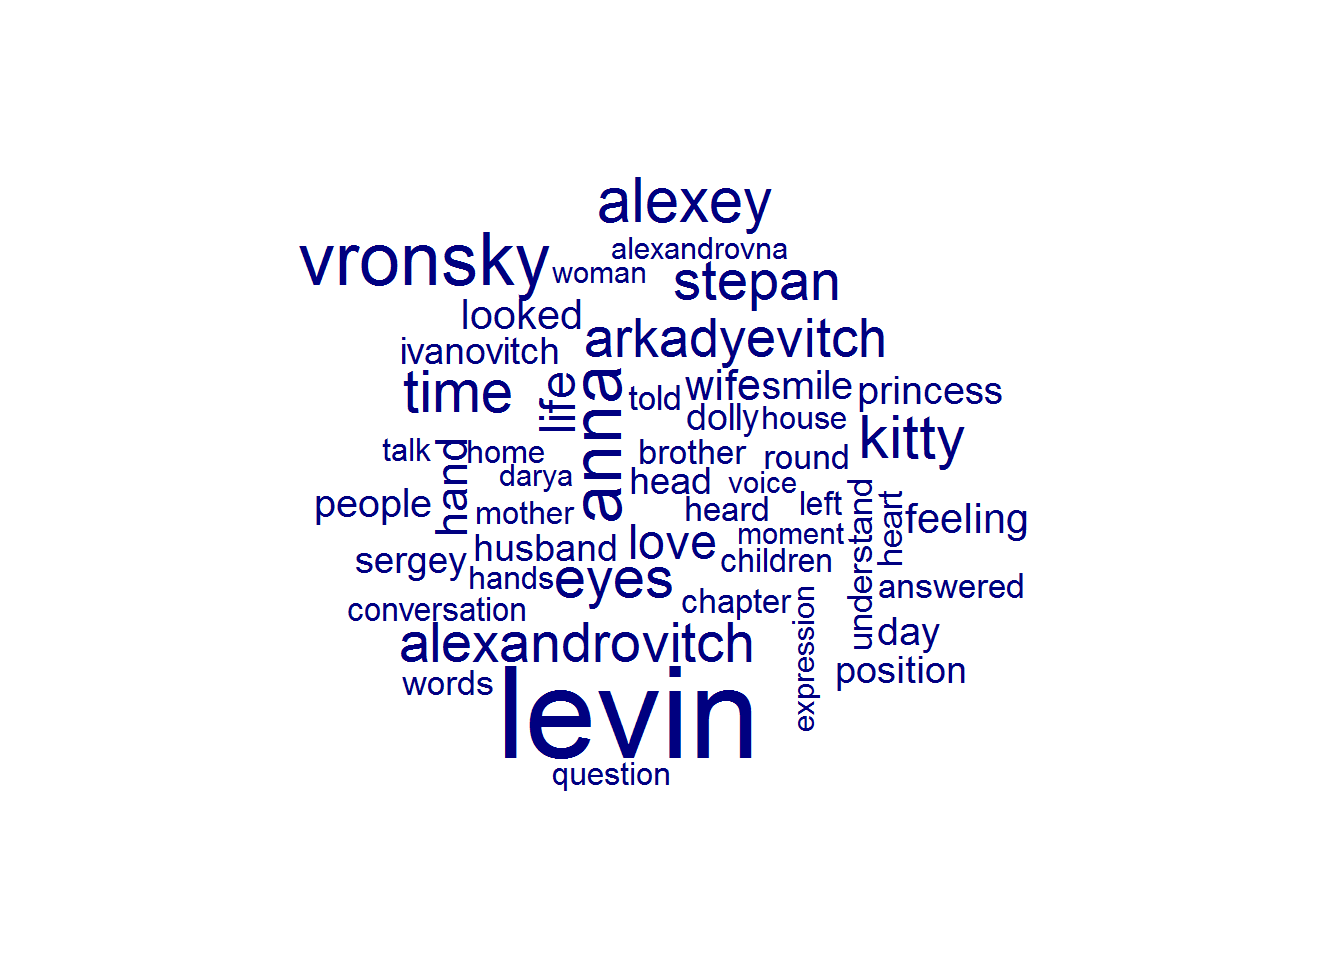 alexey
vronsky
alexandrovna
woman
stepan
looked
arkadyevitch
ivanovitch
time
life
anna
told
wife
smile
princess
dolly
house
kitty
talk
hand
home
brother
round
darya
head
voice
people
mother
heard
left
understand
heart
feeling
sergey
husband
love
moment
children
hands
eyes
answered
conversation
chapter
expression
day
alexandrovitch
words
position
levin
question